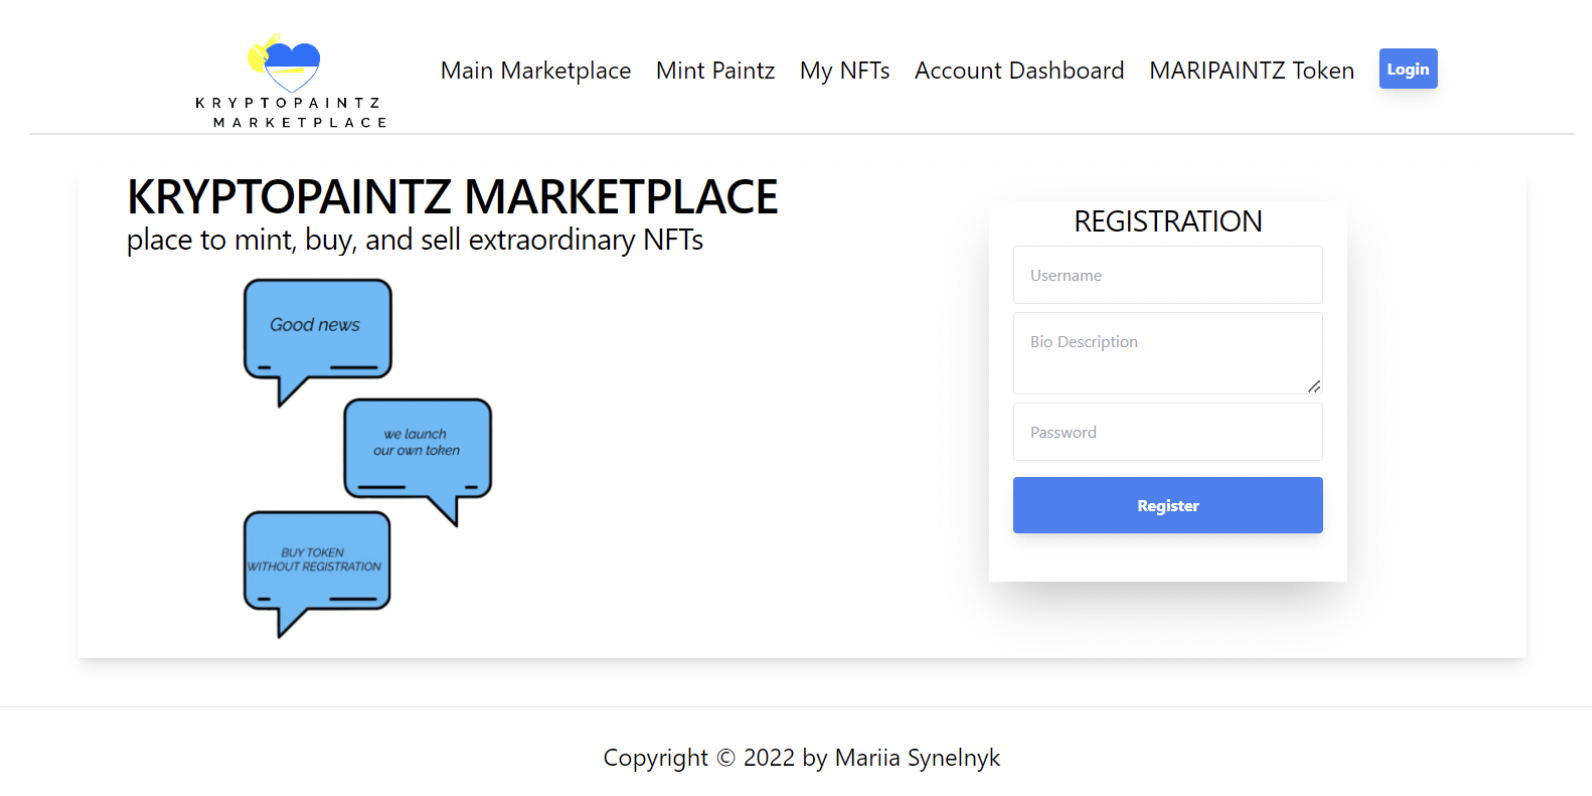 KRYPTOPAINTZ
MARKETPLACE
Main Marketplace Mint Paintz My NFTs Account Dashboard MARIPAINTZ Token Login
KRYPTOPAINTZ MARKETPLACE
place to mint, buy, and sell extraordinary NFTs
Good news
we launch
our own token
BUY TOKEN
WITHOUT REGISTRATION
REGISTRATION
Username
Bio Description
Password
Register
Copyright © 2022 by Mariia Synelnyk